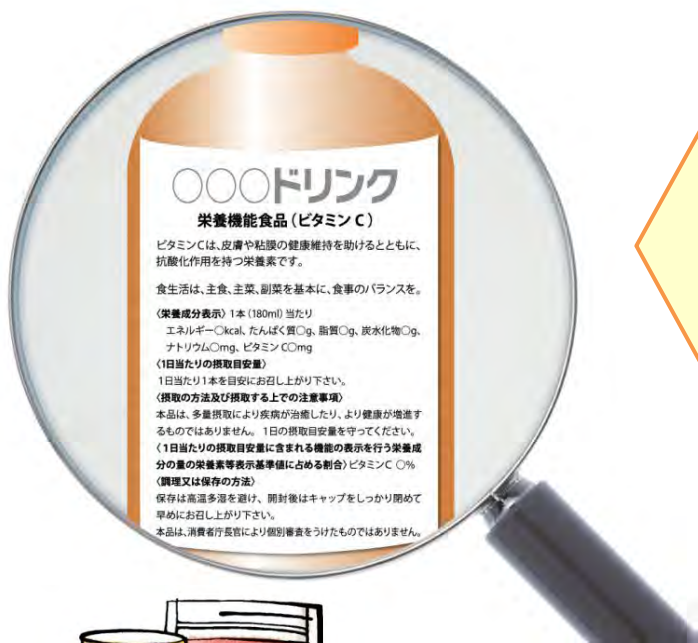 ○○○ドリンク
栄養機能食品(ビタミンC)
ビタミンCは、皮膚や粘膜の健康維持を助けるとともに、
抗酸化作用を持つ栄養素です。
食生活は、主食、主菜、副菜を基本に、食事のバランスを。
〈栄養成分表示〉1本(180ml)当たり
エネルギー○kcal、たんぱく質○g、脂質○g、炭水化物○g、
ナトリウム○mg、ビタミンC○mg
〈1日当たりの摂取目安量〉
1日当たり1本を目安にお召し上がり下さい。
〈摂取の方法及び摂取する上での注意事項〉
本品は、多量摂取により疾病が治癒したり、より健康が増進す
るものではありません。1日の摂取目安量を守ってください。
〈1日当たりの摂取目安量に含まれる機能の表示を行う栄養成
分の量の栄養素等表示基準値に占める割合〉ビタミンC ○%
〈調理又は保存の方法〉
保存は高温多湿を避け、開封後はキャップをしっかり閉めて
早めにお召し上がり下さい。
本品は、消費者庁長官により個別審査をうけたものではありません。